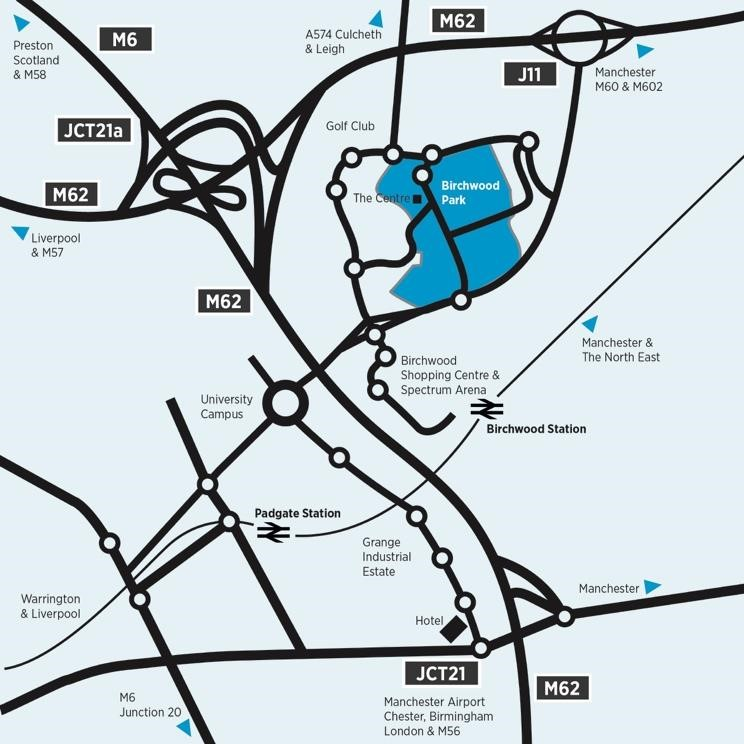 M62
A574 Culcheth
& Leigh
M6
Preston
Scotland
& M58
J11
Manchester
M60 & M602
JCT21a
Golf Club
M62
The Centre
Birchwood
Park
Liverpool
& M57
M62
Manchester &
The North East
Birchwood
Shopping Centre &
Spectrum Arena
University
Campus
Birchwood Station
Padgate Station
Grange
Industrial
Estate
Warrington
& Liverpool
Manchester
Hotel
JCT21
M62
M6
Junction 20
Manchester Airport
Chester, Birmingham
London & M56